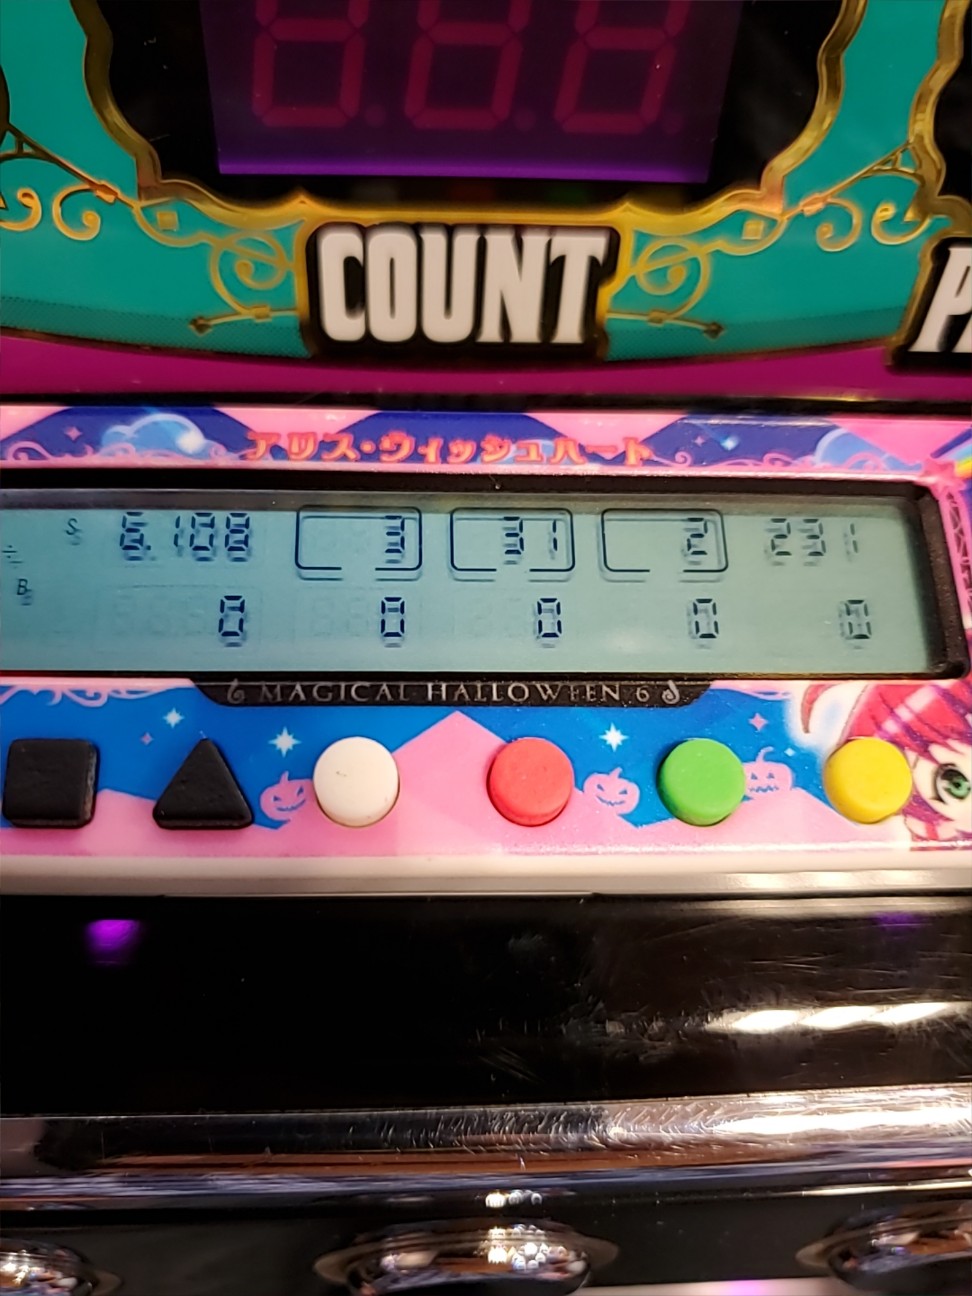 888
COUNT
P
アリス・ウィッシュハート
S 6.108 3 31 2 231
÷
B 0 0 0 0 0
MAGICAL HALLOWEEN 6